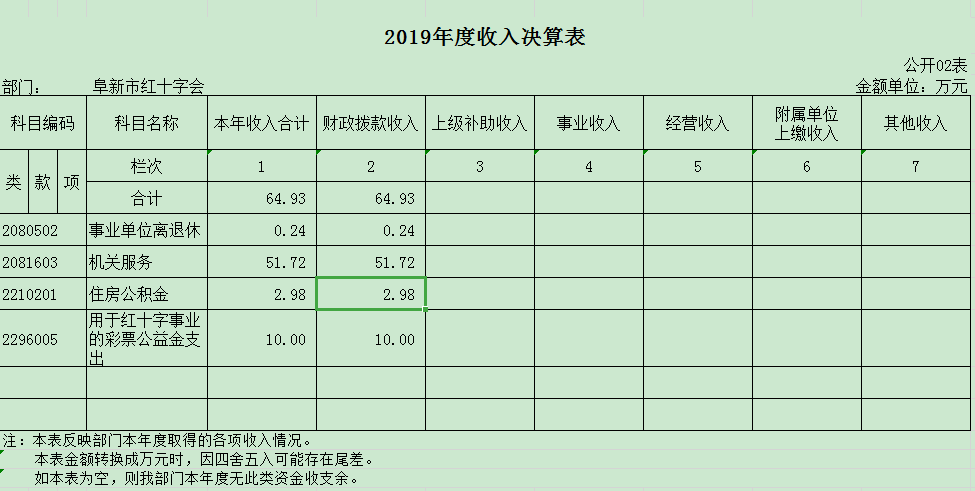 2019年度收入决算表
公开02表
部门: 阜新市红十字会 金额单位：万元
科目编码 科目名称 本年收入合计 财政拨款收入 上级补助收入 事业收入 经营收入 附属单位 其他收入
上缴收入
类 款 项 栏次 1 2 3 4 5 6 7
合计 64.93 64.93
2080502 事业单位离退休 0.24 0.24
2081603 机关服务 51.72 51.72
2210201 住房公积金 2.98 2.98
用于红十字事业
2296005 的彩票公益金支 10.00 10.00
出
注：本表反映部门本年度取得的各项收入情况。
本表金额转换成万元时，因四舍五入可能存在尾差。
如本表为空，则我部门本年度无此类资金收支余。